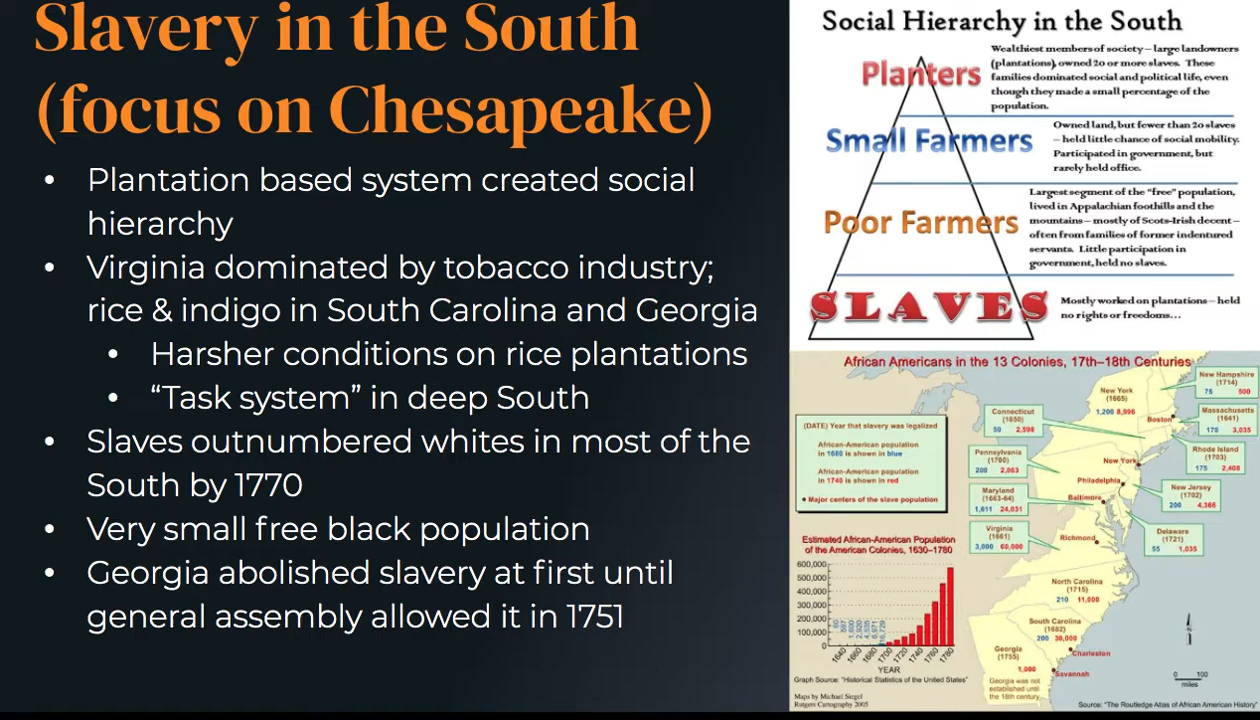 Slavery in the South
(focus on Chesapeake)
• Plantation based system created social
hierarchy
• Virginia dominated by tobacco industry;
rice & indigo in South Carolina and Georgia
• Harsher conditions on rice plantations
• “Task system” in deep South
• Slaves outnumbered whites in most of the
South by 1770
• Very small free black population
• Georgia abolished slavery at first until
general assembly allowed it in 1751
Social Hierarchy in the South
Planters
Wealthiest members of society – large landowners
(plantations), owned 20 or more slaves. These
families dominated social and political life, even
though they made a small percentage of the
population.
Small Farmers
Owned land, but fewer than 20 slaves
– held little chance of social mobility.
Participated in government, but
rarely held office.
Poor Farmers
Largest segment of the “free” population,
lived in Appalachian foothills and the
mountains – mostly of Scots-Irish decent –
often from families of former indentured
servants. Little participation in
government, held no slaves.
SLAVES
Mostly worked on plantations – held
no rights or freedoms…
African Americans in the 13 Colonies, 17th–18th Centuries
(DATE) Year that slavery was legalized
African-American population
in 1680 is shown in blue
African-American population
in 1740 is shown in red
• Major centers of the slave population
New Hampshire
(1714)
75 500
New York
(1665)
1,200 8,996
Massachusetts
(1641)
170 3,035
Boston
Connecticut
(1650)
50 2,598
Rhode Island
(1703)
175 2,408
Pennsylvania
(1700)
200 2,063
New York
Philadelphia
New Jersey
(1702)
200 4,366
Maryland
(1663-64)
1,611 24,031
Baltimore
Delaware
(1721)
55 1,035
Virginia
(1661)
3,000 60,000
Richmond
North Carolina
(1715)
210 11,000
South Carolina
(1682)
200 30,000
Charleston
Georgia
(1755)
1,000
Savannah
Georgia was not
established until
the 18th century
Estimated African-American Population
of the American Colonies, 1630–1780
600,000
500,000
400,000
300,000
200,000
100,000
0
1640 1660 1680 1700 1720 1740 1760 1780
YEAR
Graph Source: “Historical Statistics of the United States”
Maps by Michael Siegel
Rutgers Cartography 2005
N
0 100
miles
Source: “The Routledge Atlas of African American History”